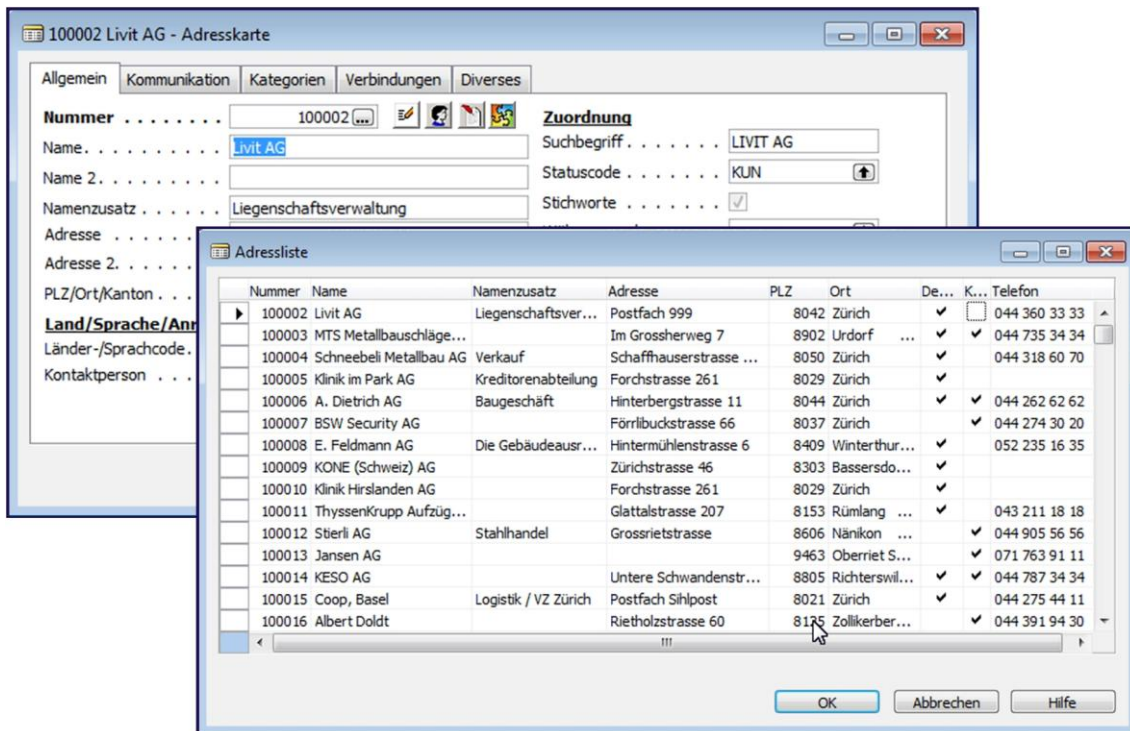 100002 Livit AG - Adresskarte
Allgemein Kommunikation Kategorien Verbindungen Diverses
Nummer . . . . . . . . 100002 ... Zuordnung
Name. . . . . . . . . . Livit AG Suchbegriff . . . . . . . LIVIT AG
Name 2. . . . . . . . . Statuscode . . . . . . . KUN
Namenzusatz . . . . . . Liegenschaftsverwaltung Stichworte . . . . . . .
Adresse . . . . . .
Adresse 2. . . . . .
PLZ/Ort/Kanton . . .
Land/Sprache/Anr
Länder-/Sprachcode.
Kontaktperson . . .
Adressliste
Nummer Name Namenzusatz Adresse PLZ Ort De... K... Telefon
100002 Livit AG Liegenschaftsver... Postfach 999 8042 Zürich 044 360 33 33
100003 MTS Metallbauschläge... Im Grossherweg 7 8902 Urdorf ... 044 735 34 34
100004 Schneebeli Metallbau AG Verkauf Schaffhauserstrasse ... 8050 Zürich 044 318 60 70
100005 Klinik im Park AG Kreditorenabteilung Forchstrasse 261 8029 Zürich
100006 A. Dietrich AG Baugeschäft Hinterbergstrasse 11 8044 Zürich 044 262 62 62
100007 BSW Security AG Förrlibuckstrasse 66 8037 Zürich 044 274 30 20
100008 E. Feldmann AG Die Gebäudeausr... Hintermühlenstrasse 6 8409 Winterthur... 052 235 16 35
100009 KONE (Schweiz) AG Zürichstrasse 46 8303 Bassersdo...
100010 Klinik Hirslanden AG Forchstrasse 261 8029 Zürich
100011 ThyssenKrupp Aufzüg... Glattalstrasse 207 8153 Rümlang ... 043 211 18 18
100012 Stierli AG Stahlhandel Grossrietstrasse 8606 Nänikon ... 044 905 56 56
100013 Jansen AG 9463 Oberriet S... 071 763 91 11
100014 KESO AG Untere Schwandenstr... 8805 Richterswil... 044 787 34 34
100015 Coop, Basel Logistik / VZ Zürich Postfach Sihlpost 8021 Zürich 044 275 44 11
100016 Albert Doldt Rietholzstrasse 60 Zollikerber... 044 391 94 30
OK Abbrechen Hilfe